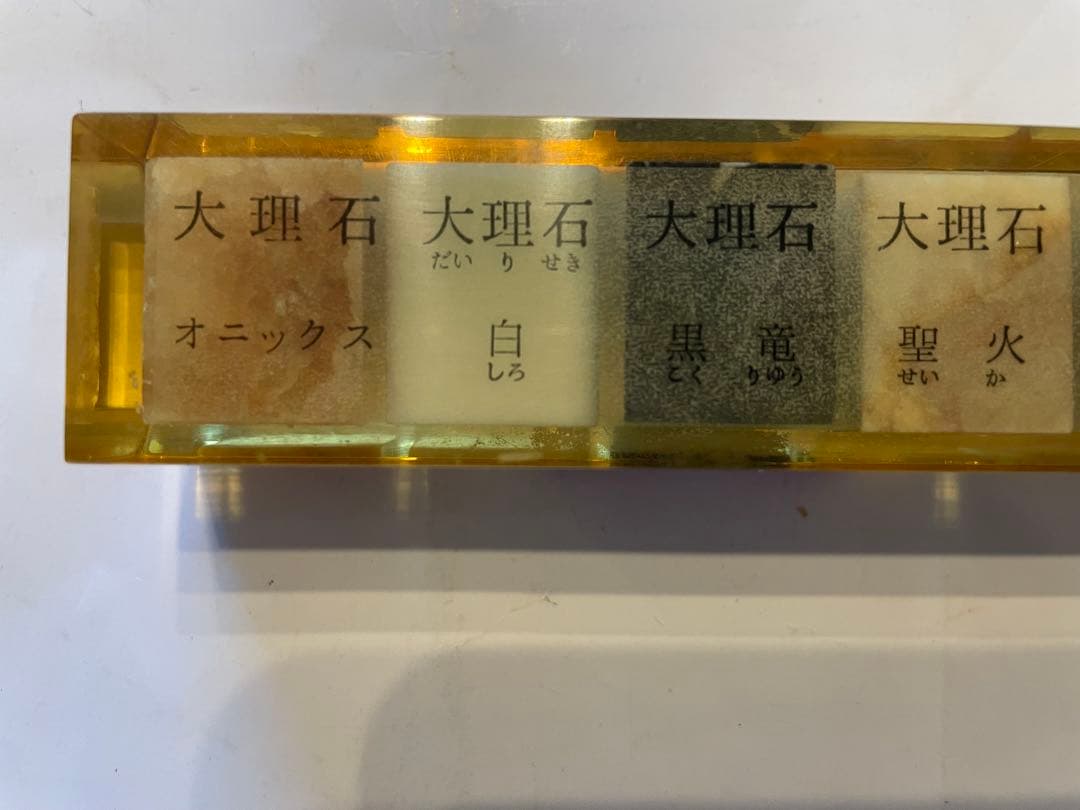 大理石
オニックス
大理石
だいりせき
白
しろ
大理石
黒竜
こくりゆう
大理石
聖火
せいか